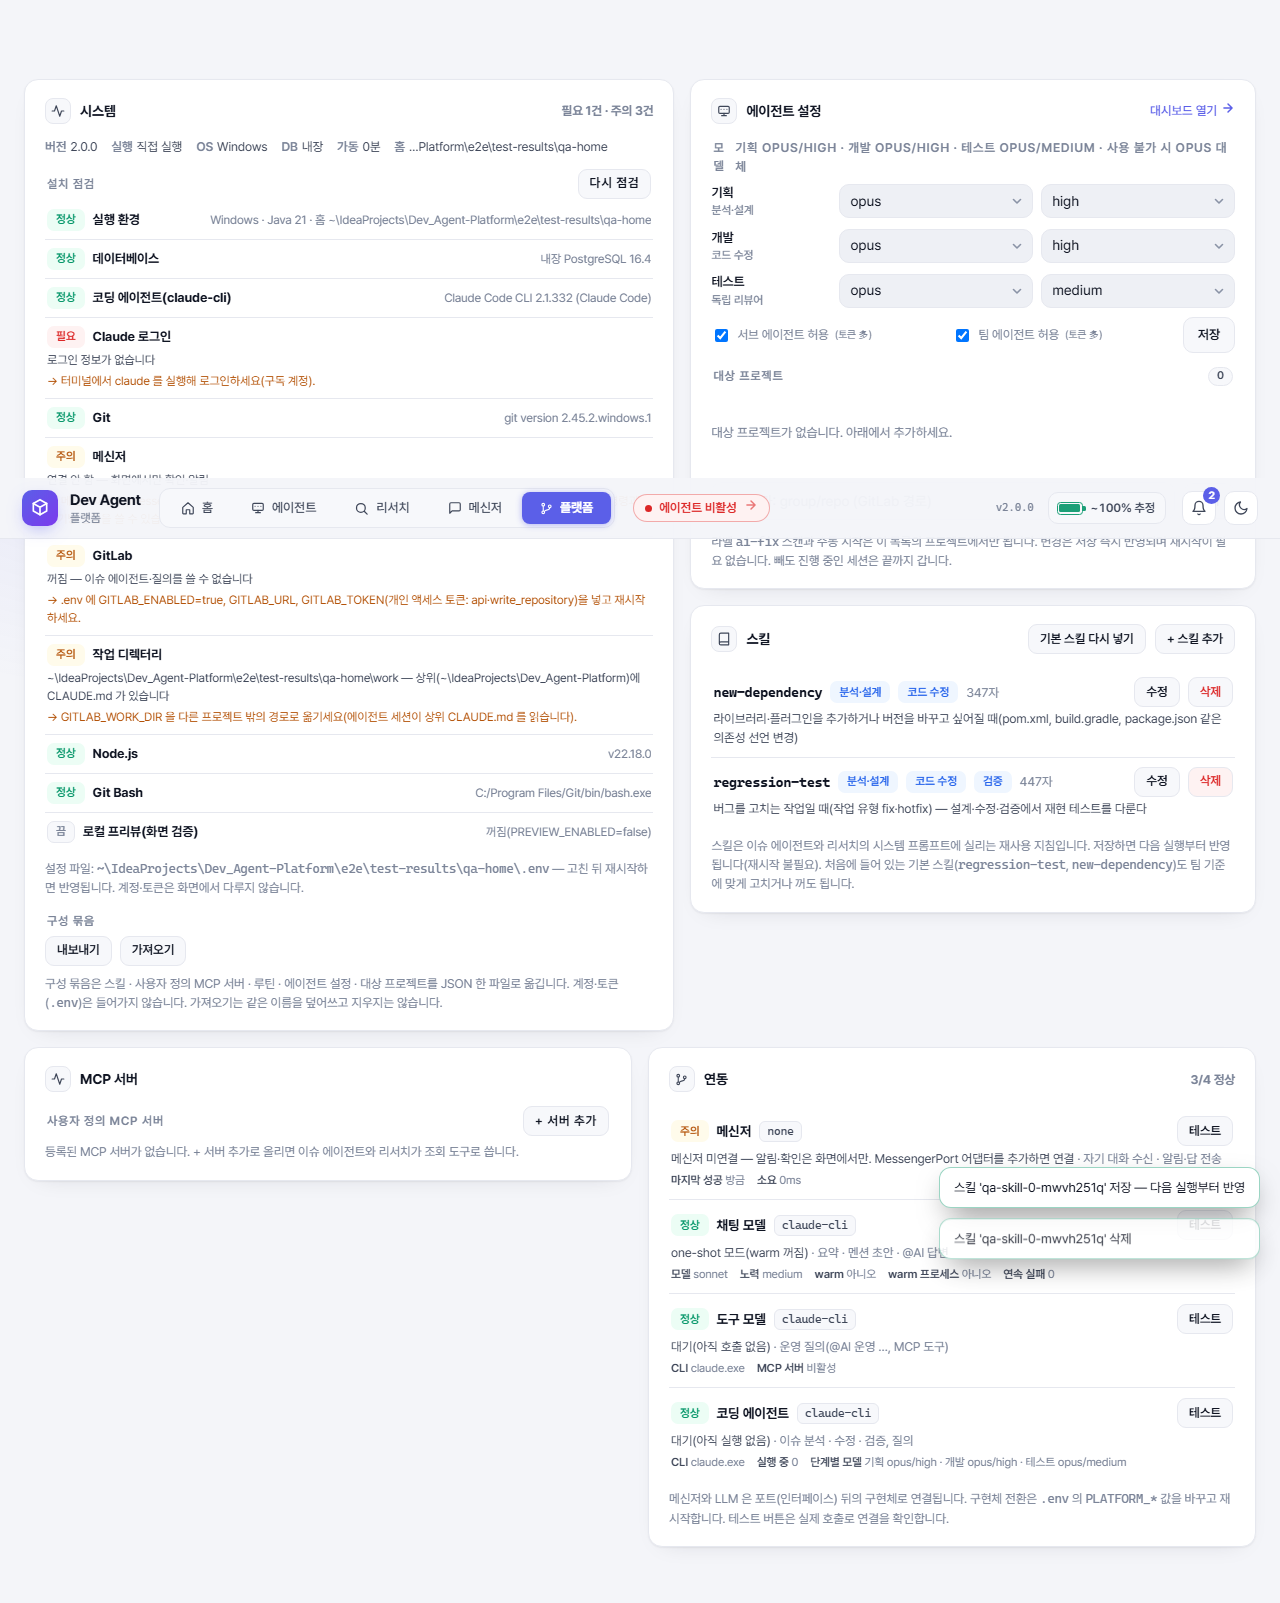 시스템
필요 1건 · 주의 3건
버전 2.0.0 실행 직접 실행 OS Windows DB 내장 가동 0분 홈 ...Platform\e2e\test-results\qa-home
설치 점검
다시 점검
정상 실행 환경 Windows · Java 21 · 홈 ~\IdeaProjects\Dev_Agent-Platform\e2e\test-results\qa-home
정상 데이터베이스 내장 PostgreSQL 16.4
정상 코딩 에이전트(claude-cli) Claude Code CLI 2.1.332 (Claude Code)
필요 Claude 로그인
로그인 정보가 없습니다
→ 터미널에서 claude 를 실행해 로그인하세요(구독 계정).
정상 Git git version 2.45.2.windows.1
주의 메신저
에이전트 설정
대시보드 열기 →
모델 기획 OPUS/HIGH · 개발 OPUS/HIGH · 테스트 OPUS/MEDIUM · 사용 불가 시 OPUS 대체
기획 opus high
분석·설계
개발 opus high
코드 수정
테스트 opus medium
독립 리뷰어
서브 에이전트 허용 (토큰 多)
팀 에이전트 허용 (토큰 多)
저장
대상 프로젝트 0
대상 프로젝트가 없습니다. 아래에서 추가하세요.
Dev Agent
플랫폼
홈 에이전트 리서치 메신저 플랫폼
에이전트 비활성 →
v2.0.0
~100% 추정
2
주의 GitLab
꺼짐 — 이슈 에이전트·질의를 쓸 수 없습니다
→ .env 에 GITLAB_ENABLED=true, GITLAB_URL, GITLAB_TOKEN(개인 액세스 토큰: api·write_repository)을 넣고 재시작
하세요.
주의 작업 디렉터리
~\IdeaProjects\Dev_Agent-Platform\e2e\test-results\qa-home\work — 상위(~\IdeaProjects\Dev_Agent-Platform)에
CLAUDE.md 가 있습니다
→ GITLAB_WORK_DIR 을 다른 프로젝트 밖의 경로로 옮기세요(에이전트 세션이 상위 CLAUDE.md 를 읽습니다).
정상 Node.js v22.18.0
정상 Git Bash C:/Program Files/Git/bin/bash.exe
끔 로컬 프리뷰(화면 검증) 꺼짐(PREVIEW_ENABLED=false)
설정 파일: ~\IdeaProjects\Dev_Agent-Platform\e2e\test-results\qa-home\.env — 고친 뒤 재시작하
면 반영됩니다. 계정·토큰은 화면에서 다루지 않습니다.
구성 묶음
내보내기 가져오기
구성 묶음은 스킬 · 사용자 정의 MCP 서버 · 루틴 · 에이전트 설정 · 대상 프로젝트를 JSON 한 파일로 옮깁니다. 계정·토큰
(.env)은 들어가지 않습니다. 가져오기는 같은 이름을 덮어쓰고 지우지는 않습니다.
라벨 ai-fix 스캔과 수동 시작은 이 목록의 프로젝트에서만 됩니다. 변경은 저장 즉시 반영되며 재시작이 필
요 없습니다. 빼도 진행 중인 세션은 끝까지 갑니다.
스킬
기본 스킬 다시 넣기 + 스킬 추가
new-dependency 분석·설계 코드 수정 347자 수정 삭제
라이브러리·플러그인을 추가하거나 버전을 바꾸고 싶어질 때(pom.xml, build.gradle, package.json 같은
의존성 선언 변경)
regression-test 분석·설계 코드 수정 검증 447자 수정 삭제
버그를 고치는 작업일 때(작업 유형 fix·hotfix) — 설계·수정·검증에서 재현 테스트를 다룬다
스킬은 이슈 에이전트와 리서치의 시스템 프롬프트에 실리는 재사용 지침입니다. 저장하면 다음 실행부터 반영
됩니다(재시작 불필요). 처음에 들어 있는 기본 스킬(regression-test, new-dependency)도 팀 기준
에 맞게 고치거나 꺼도 됩니다.
MCP 서버
사용자 정의 MCP 서버
+ 서버 추가
등록된 MCP 서버가 없습니다. + 서버 추가로 올리면 이슈 에이전트와 리서치가 조회 도구로 씁니다.
연동
3/4 정상
주의 메신저 none 테스트
메신저 미연결 — 알림·확인은 화면에서만. MessengerPort 어댑터를 추가하면 연결 · 자기 대화 수신 · 알림·답 전송
마지막 성공 방금 소요 0ms
스킬 'qa-skill-0-mwvh251q' 저장 — 다음 실행부터 반영
정상 채팅 모델 claude-cli 테스트
스킬 'qa-skill-0-mwvh251q' 삭제
one-shot 모드(warm 꺼짐) · 요약 · 멘션 초안 · @AI 답변
모델 sonnet 노력 medium warm 아니오 warm 프로세스 아니오 연속 실패 0
정상 도구 모델 claude-cli 테스트
대기(아직 호출 없음) · 운영 질의(@AI 운영 ..., MCP 도구)
CLI claude.exe MCP 서버 비활성
정상 코딩 에이전트 claude-cli 테스트
대기(아직 실행 없음) · 이슈 분석 · 수정 · 검증, 질의
CLI claude.exe 실행 중 0 단계별 모델 기획 opus/high · 개발 opus/high · 테스트 opus/medium
메신저와 LLM 은 포트(인터페이스) 뒤의 구현체로 연결됩니다. 구현체 전환은 .env 의 PLATFORM_* 값을 바꾸고 재
시작합니다. 테스트 버튼은 실제 호출로 연결을 확인합니다.